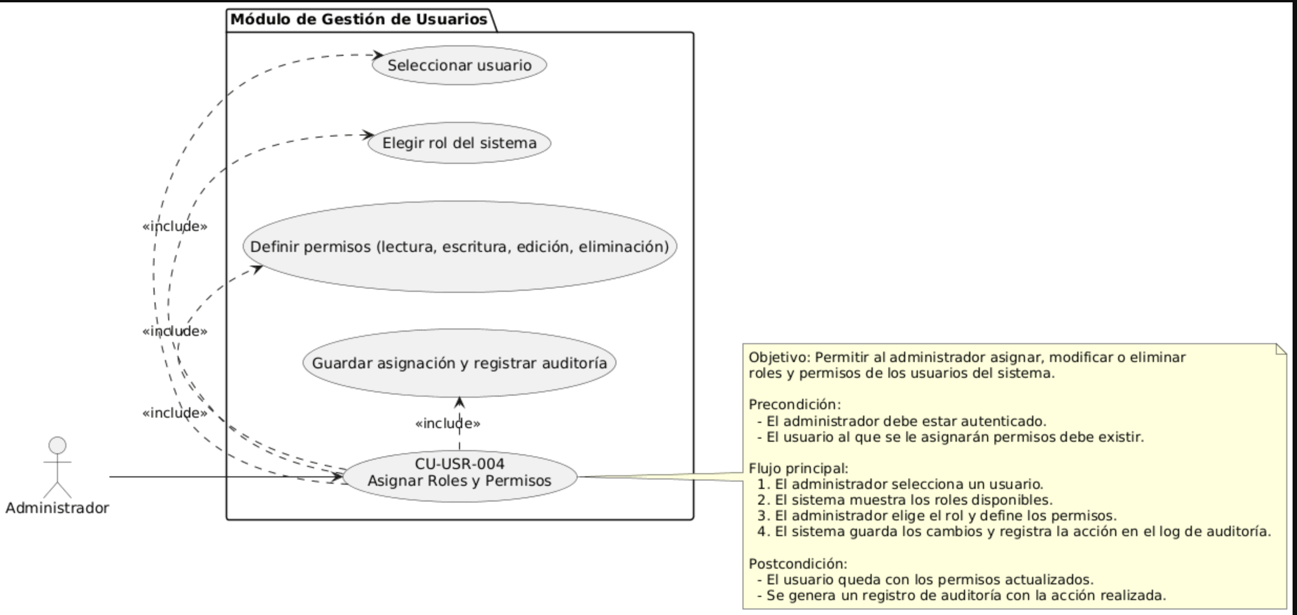 Módulo de Gestión de Usuarios
Seleccionar usuario
Elegir rol del sistema
«include»
Definir permisos (lectura, escritura, edición, eliminación)
«include»
Guardar asignación y registrar auditoría
«include»
«include»
CU-USR-004
Asignar Roles y Permisos
Administrador
Objetivo: Permitir al administrador asignar, modificar o eliminar
roles y permisos de los usuarios del sistema.
Precondición:
- El administrador debe estar autenticado.
- El usuario al que se le asignarán permisos debe existir.
Flujo principal:
1. El administrador selecciona un usuario.
2. El sistema muestra los roles disponibles.
3. El administrador elige el rol y define los permisos.
4. El sistema guarda los cambios y registra la acción en el log de auditoría.
Postcondición:
- El usuario queda con los permisos actualizados.
- Se genera un registro de auditoría con la acción realizada.